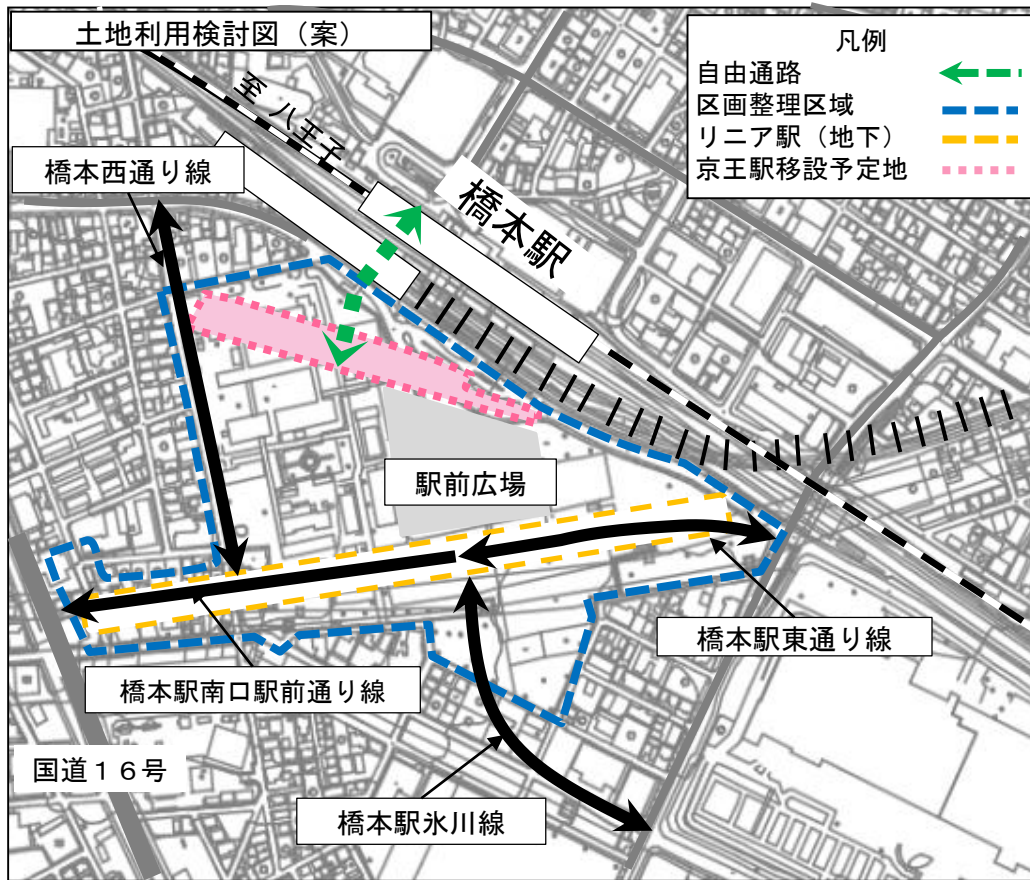 土地利用検討図（案）
凡例
自由通路
区画整理区域
リニア駅（地下）
京王駅移設予定地
至 八王子
橋本西通り線
橋本駅
駅前広場
橋本駅東通り線
橋本駅南口駅前通り線
国道１６号
橋本駅氷川線